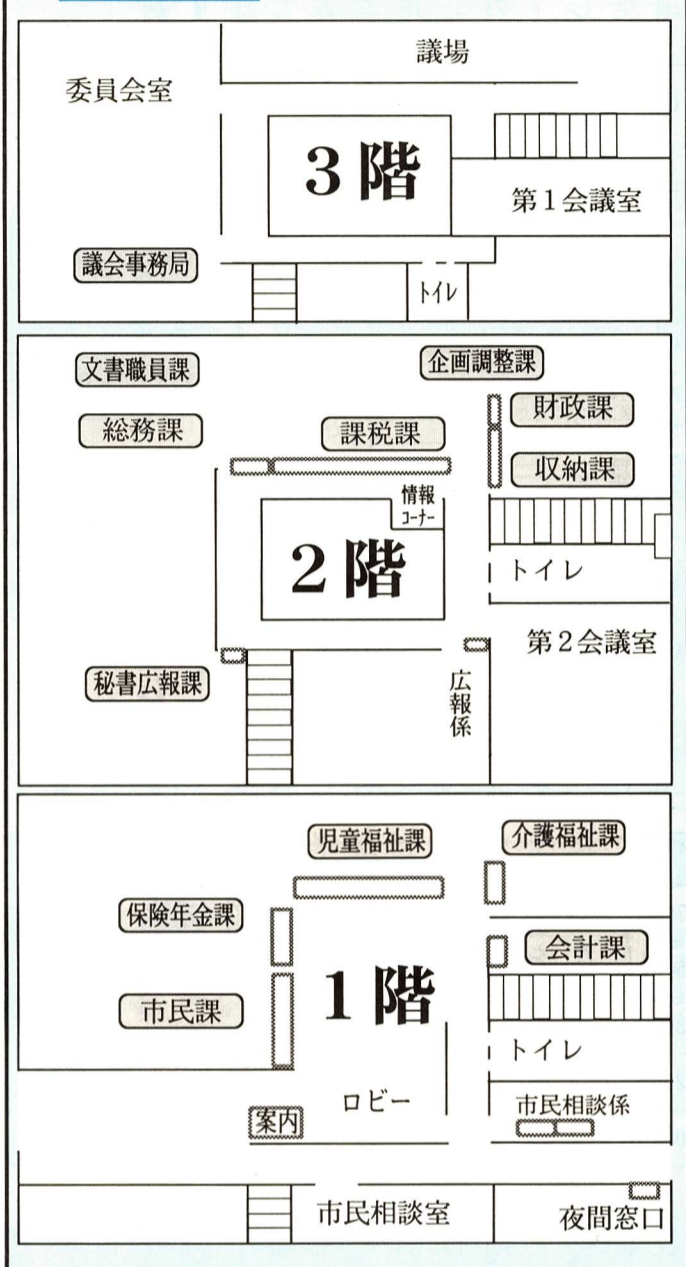 議場
委員会室
3階
第1会議室
議会事務局
トイレ
文書職員課
企画調整課
総務課
課税課
財政課
収納課
情報
コーナー
2階
トイレ
第2会議室
秘書広報課
広報係
児童福祉課
介護福祉課
保険年金課
会計課
市民課
1階
トイレ
ロビー
案内
市民相談係
市民相談室
夜間窓口